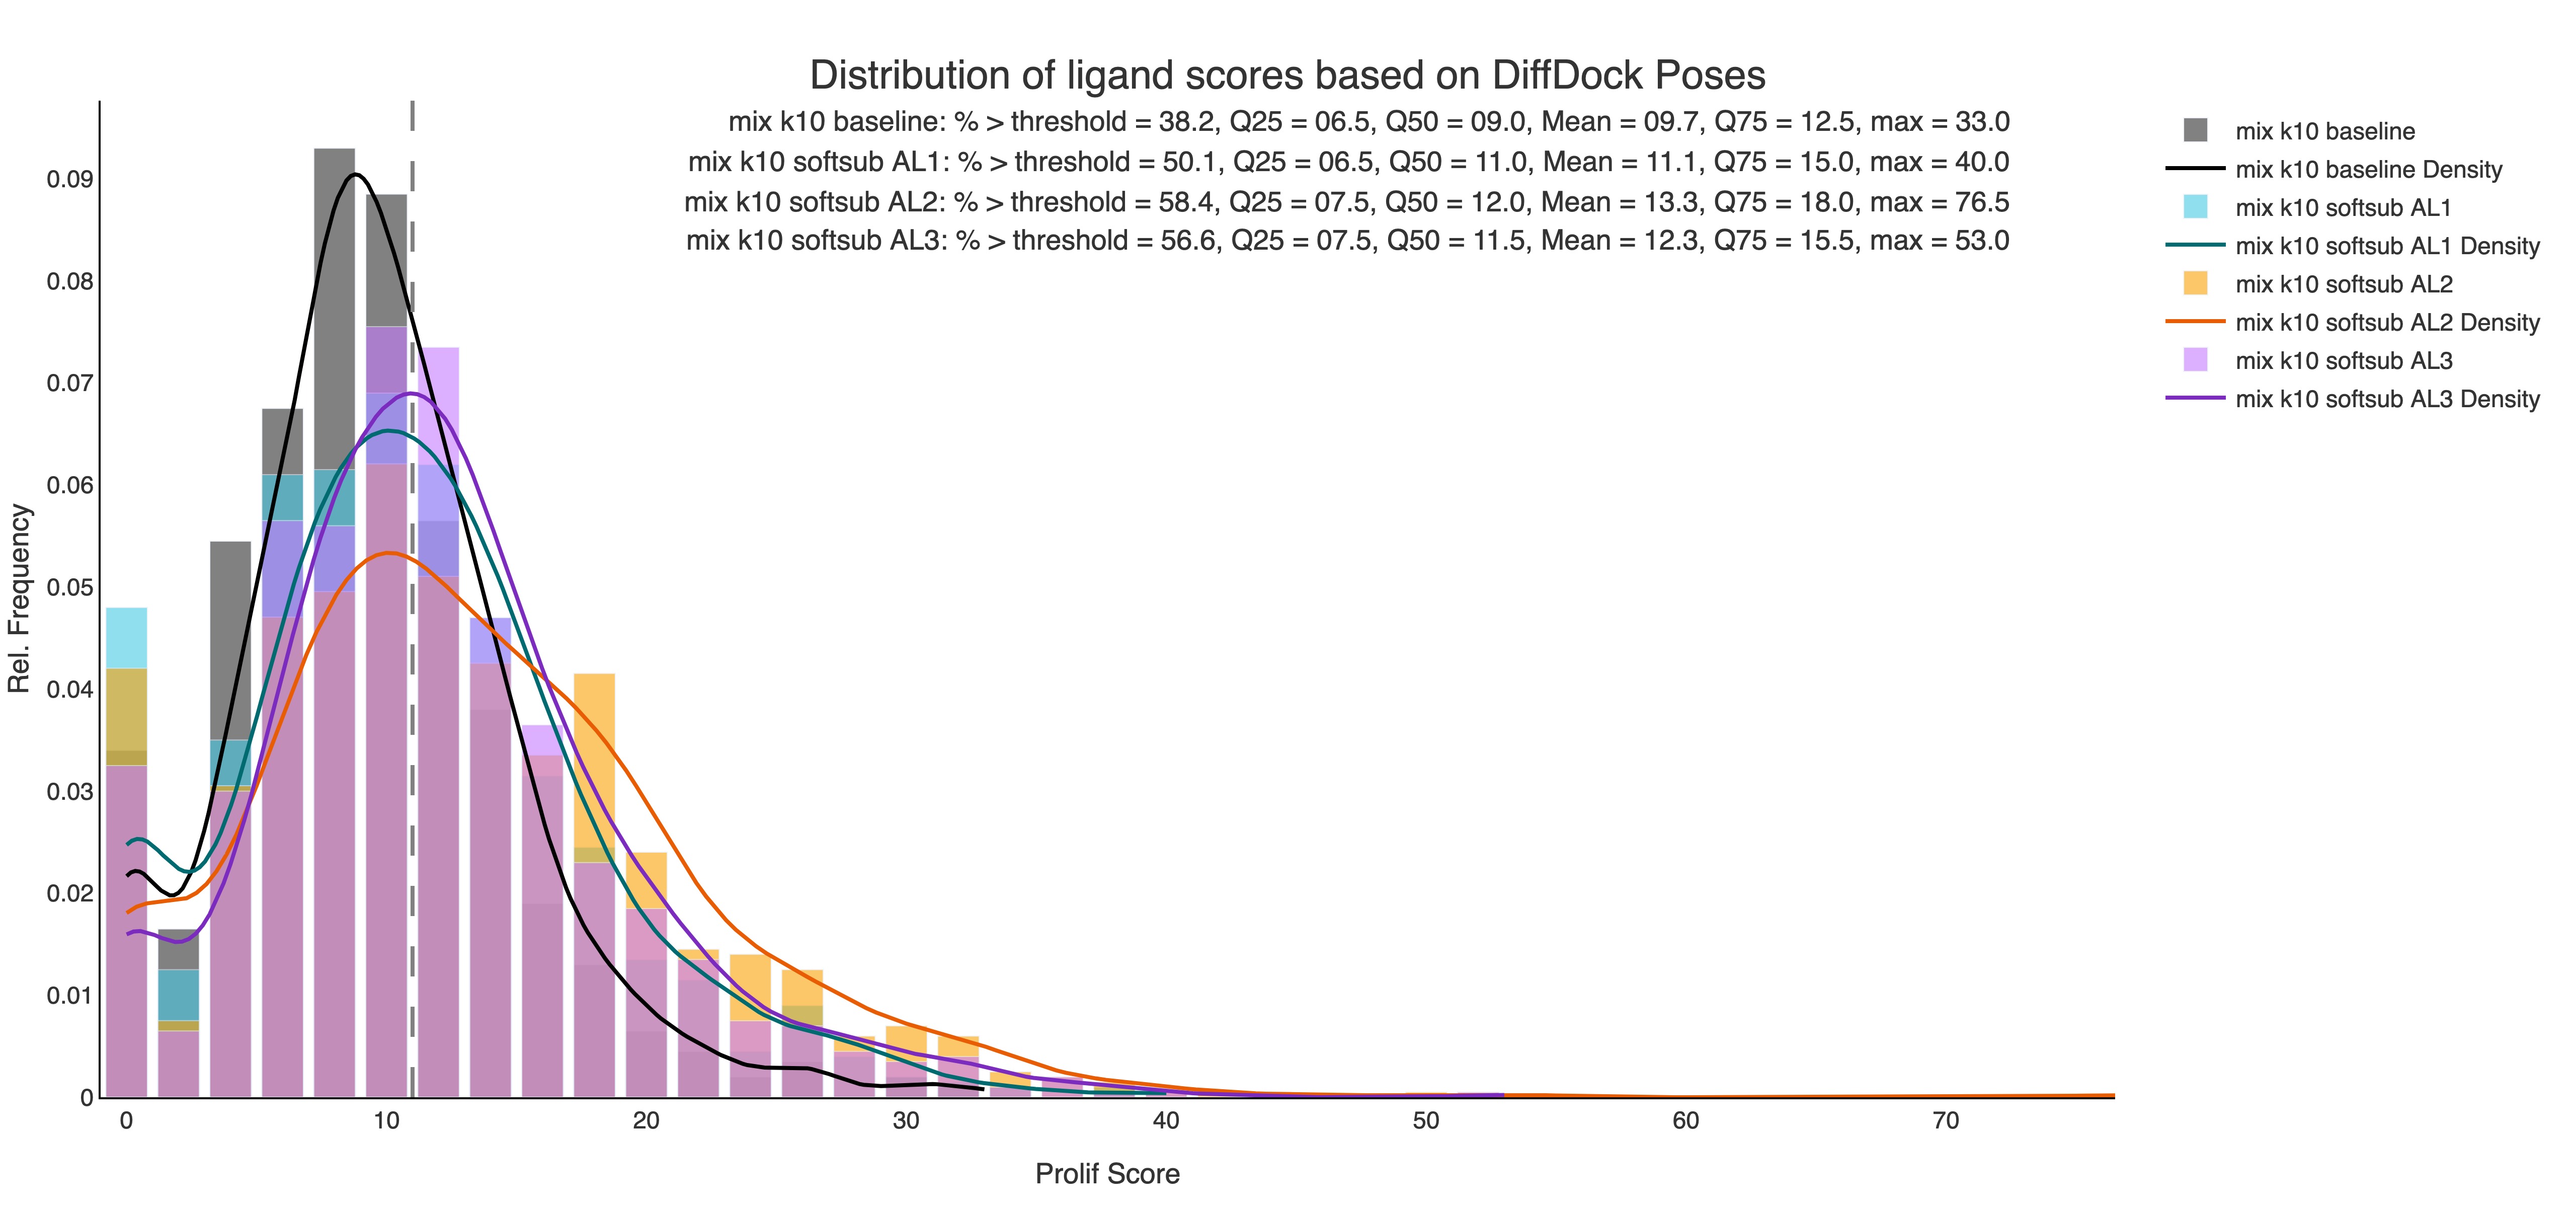 Distribution of ligand scores based on DiffDock Poses
mix k10 baseline: % > threshold = 38.2, Q25 = 06.5, Q50 = 09.0, Mean = 09.7, Q75 = 12.5, max = 33.0
mix k10 softsub AL1: % > threshold = 50.1, Q25 = 06.5, Q50 = 11.0, Mean = 11.1, Q75 = 15.0, max = 40.0
mix k10 softsub AL2: % > threshold = 58.4, Q25 = 07.5, Q50 = 12.0, Mean = 13.3, Q75 = 18.0, max = 76.5
mix k10 softsub AL3: % > threshold = 56.6, Q25 = 07.5, Q50 = 11.5, Mean = 12.3, Q75 = 15.5, max = 53.0
mix k10 baseline
mix k10 baseline Density
mix k10 softsub AL1
mix k10 softsub AL1 Density
mix k10 softsub AL2
mix k10 softsub AL2 Density
mix k10 softsub AL3
mix k10 softsub AL3 Density
Rel. Frequency
0.09
0.08
0.07
0.06
0.05
0.04
0.03
0.02
0.01
0
0 10 20 30 40 50 60 70
Prolif Score